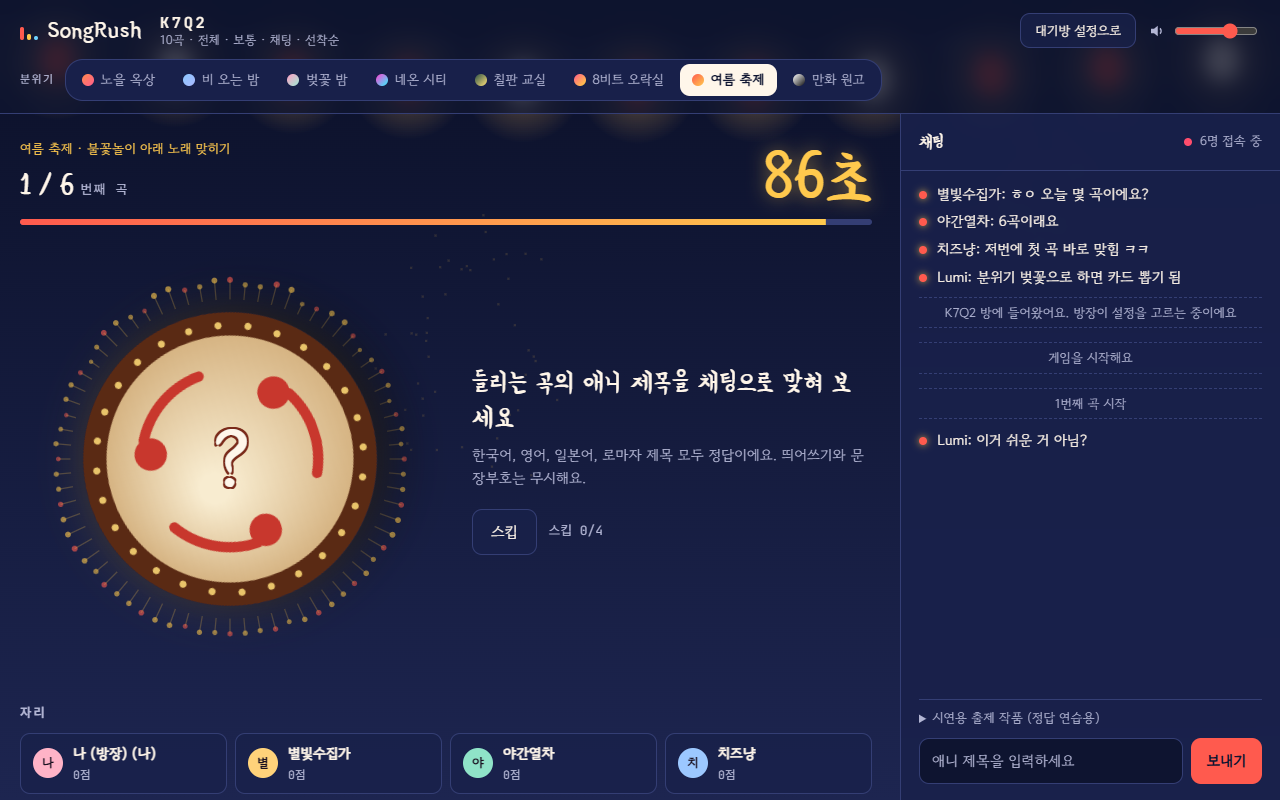 SongRush
K7Q2
10곡 · 전체 · 보통 · 채팅 · 선착순
대기방 설정으로
분위기
노을 옥상
비 오는 밤
벚꽃 밤
네온 시티
칠판 교실
8비트 오락실
여름 축제
만화 원고
여름 축제 · 불꽃놀이 아래 노래 맞히기
1 / 6 번째 곡
86초
?
들리는 곡의 애니 제목을 채팅으로 맞혀 보
세요
한국어, 영어, 일본어, 로마자 제목 모두 정답이에요. 띄어쓰기와 문
장부호는 무시해요.
스킵
스킵 0/4
자리
나
나 (방장) (나)
0점
별
별빛수집가
0점
야
야간열차
0점
치
치즈냥
0점
채팅
6명 접속 중
별빛수집가: ㅎㅇ 오늘 몇 곡이에요?
야간열차: 6곡이래요
치즈냥: 저번에 첫 곡 바로 맞힘 ㅋㅋ
Lumi: 분위기 벚꽃으로 하면 카드 뽑기 됨
K7Q2 방에 들어왔어요. 방장이 설정을 고르는 중이에요
게임을 시작해요
1번째 곡 시작
Lumi: 이거 쉬운 거 아님?
▶ 시연용 출제 작품 (정답 연습용)
애니 제목을 입력하세요
보내기